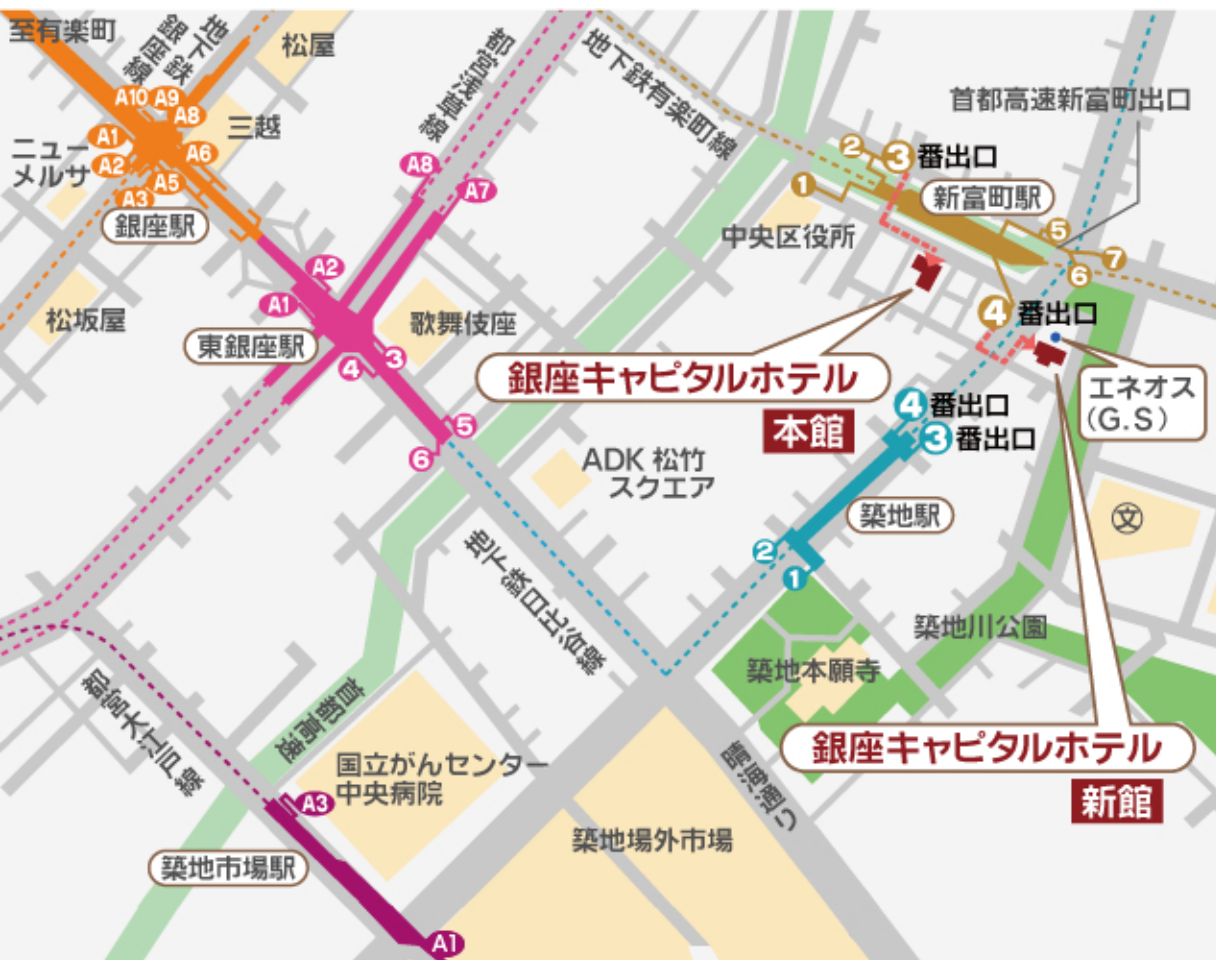 至有楽町
地下鉄
銀座線
松屋
A10
A9
A8
A1
A2
A6
A5
A3
三越
ニュー
メルサ
銀座駅
松坂屋
都営浅草線
A8
A7
A2
A1
東銀座駅
歌舞伎座
4
3
5
6
地下鉄有楽町線
首都高速新富町出口
2
3番出口
1
新富町駅
中央区役所
5
7
6
4番出口
銀座キャピタルホテル
本館
エネオス
(G.S)
4番出口
3番出口
ADK 松竹
スクエア
築地駅
2
1
文
地下鉄日比谷線
築地川公園
築地本願寺
都営大江戸線
首都高速
国立がんセンター
中央病院
晴海通り
銀座キャピタルホテル
新館
A3
築地場外市場
築地市場駅
A1